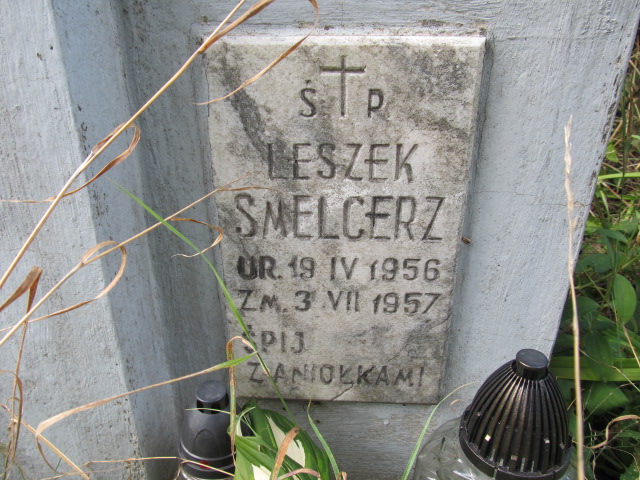 Ś P
LESZEK
SMELCERZ
UR. 19 IV 1956
ZM. 3 VII 1957
ŚPIJ
Z ANIOŁKAMI